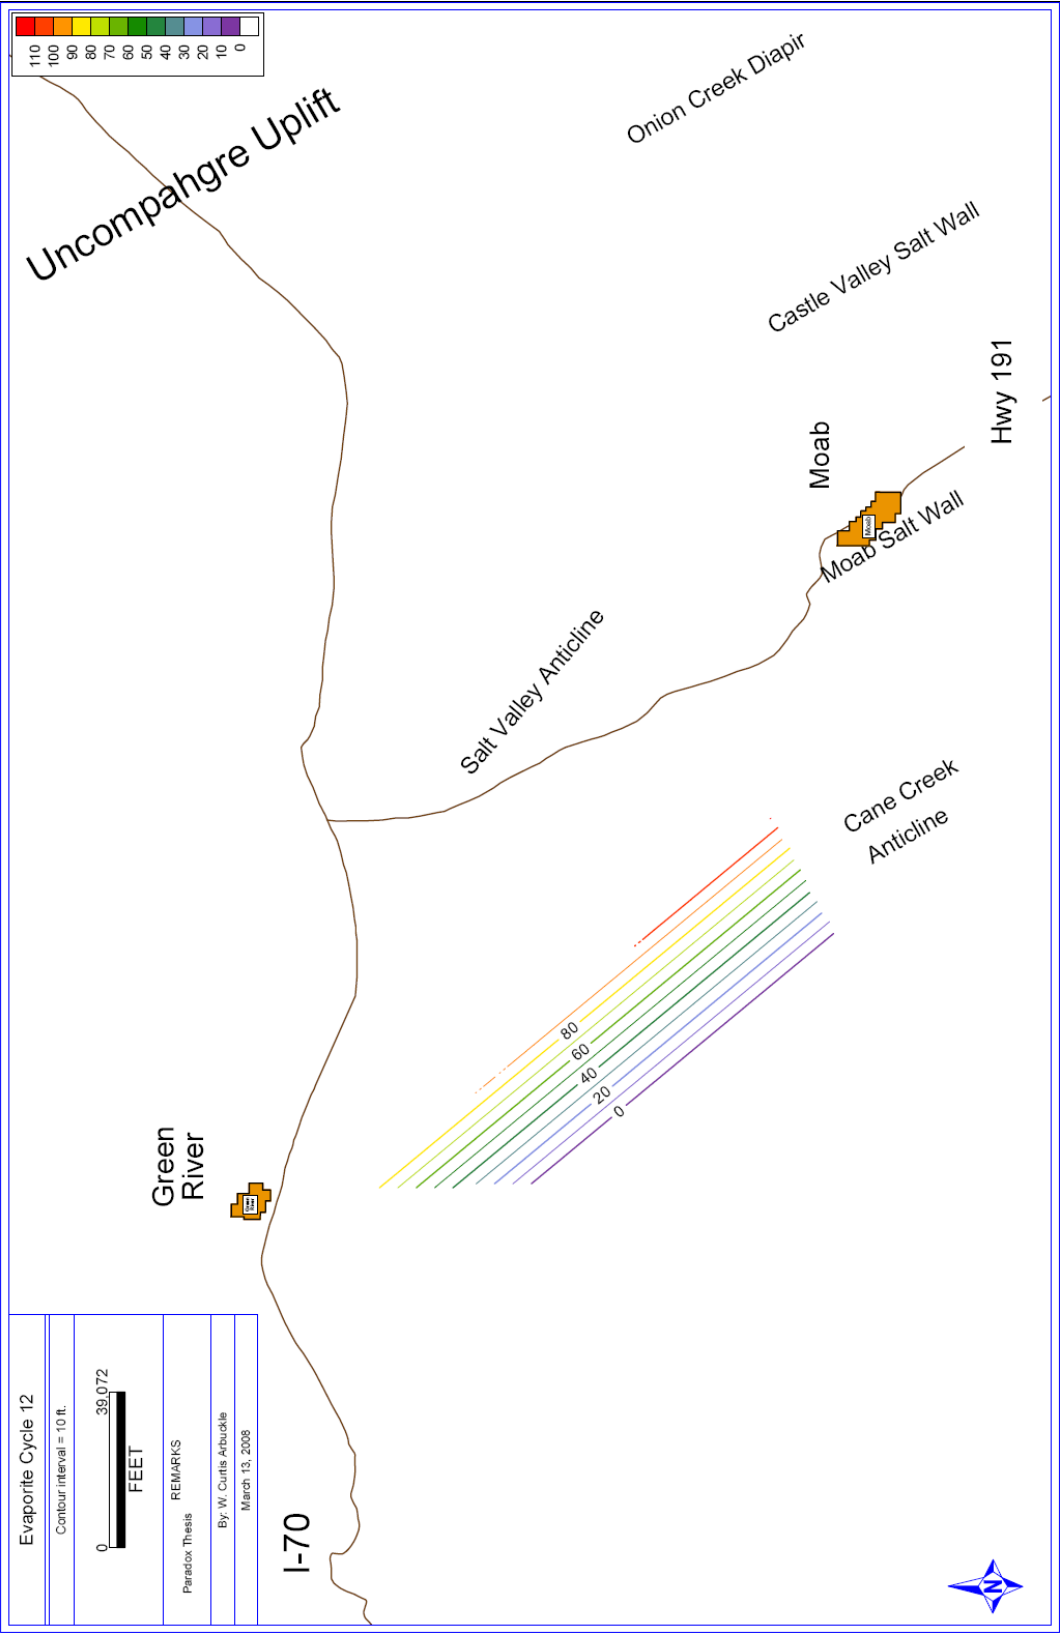 Evaporite Cycle 12
Contour interval = 10 ft.
0
39,072
FEET
REMARKS
Paradox Thesis
By: W. Curtis Arbuckle
March 13, 2008
I-70
Green
River
Green
River
Uncompahgre Uplift
110
100
90
80
70
60
50
40
30
20
10
0
Onion Creek Diapir
Castle Valley Salt Wall
Hwy 191
Moab
Moab
Moab Salt Wall
Salt Valley Anticline
Cane Creek
Anticline
80
60
40
20
0
N